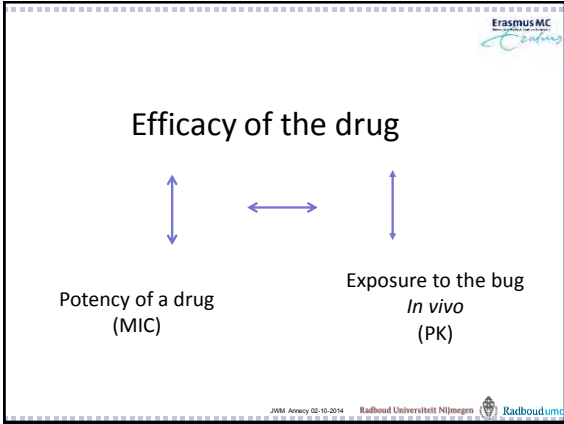 Erasmus MC
Erasmus
Efficacy of the drug
Potency of a drug
(MIC)
Exposure to the bug
In vivo
(PK)
JWM Annecy 02-10-2014 Radboud Universiteit Nijmegen Radboudumc